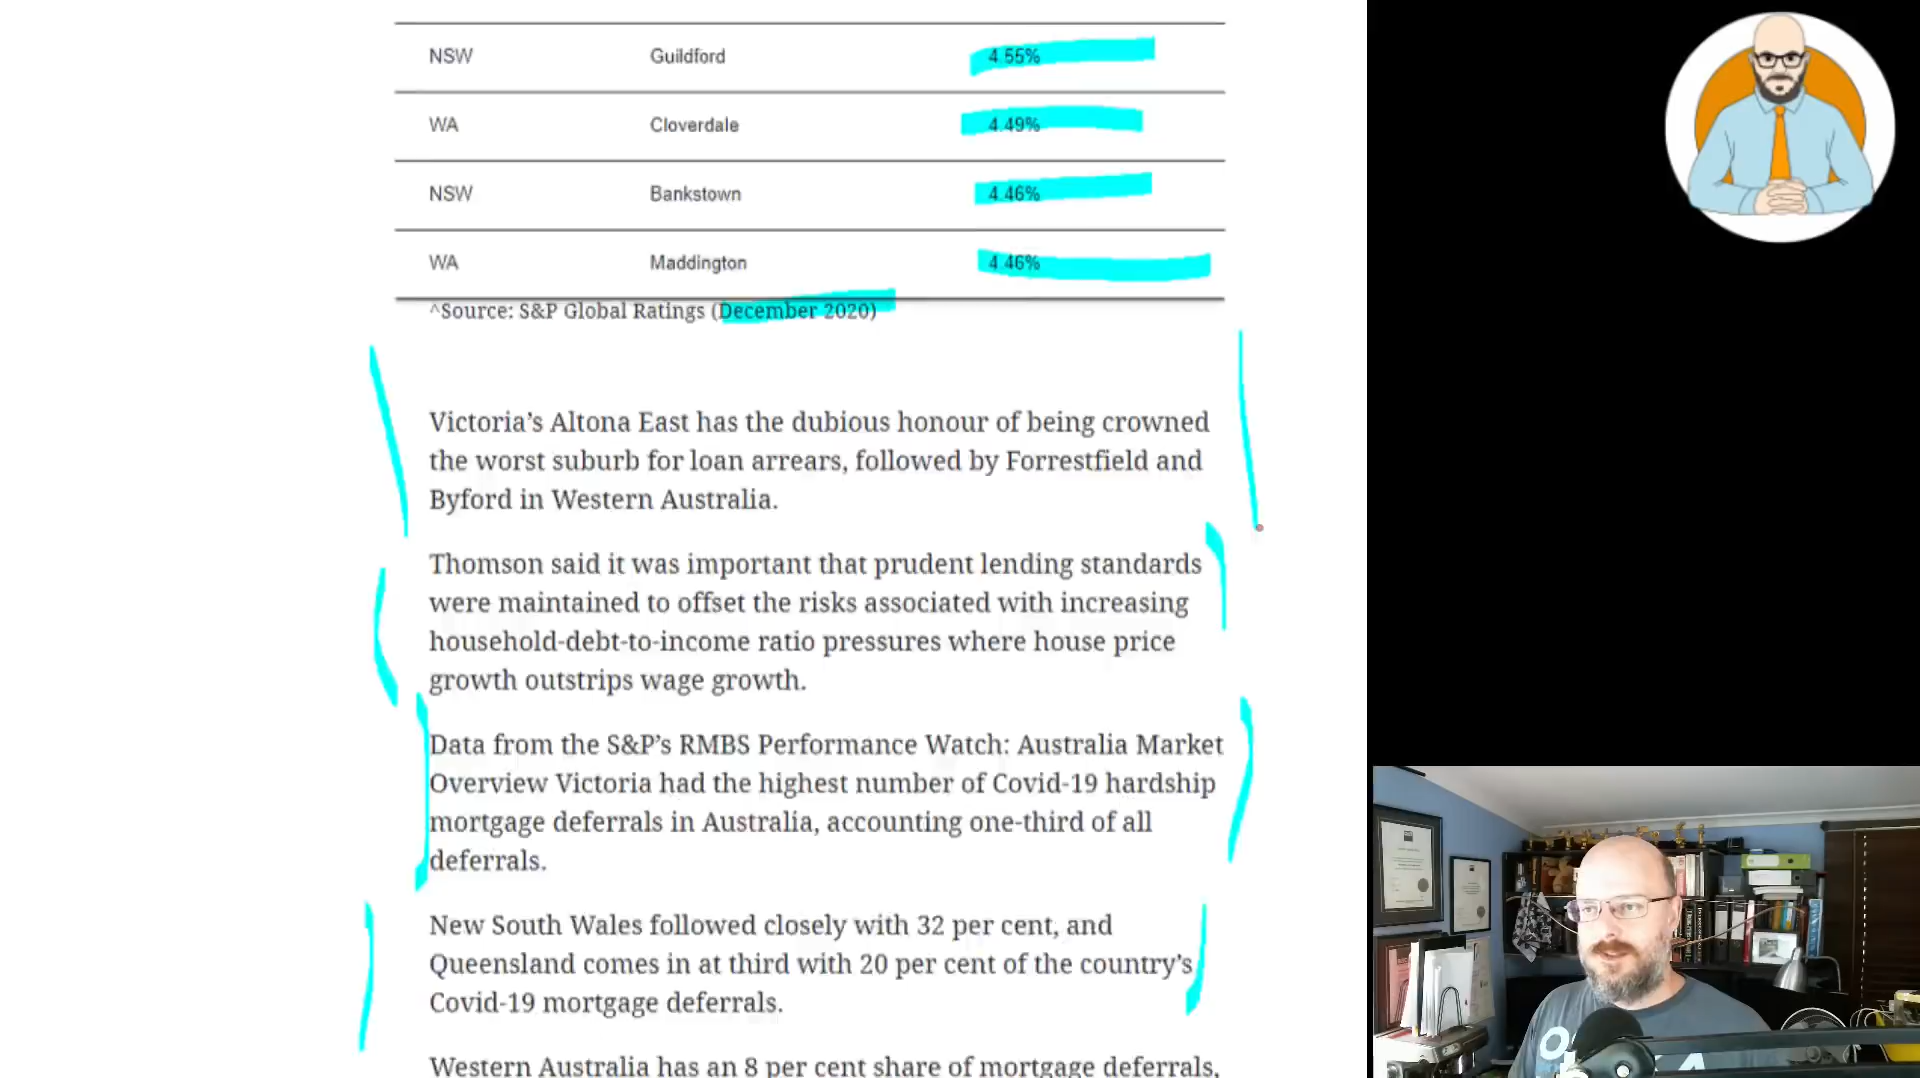 NSW Guildford 4.55%
WA Cloverdale 4.49%
NSW Bankstown 4.46%
WA Maddington 4.46%
^Source: S&P Global Ratings (December 2020)
Victoria’s Altona East has the dubious honour of being crowned
the worst suburb for loan arrears, followed by Forrestfield and
Byford in Western Australia.
Thomson said it was important that prudent lending standards
were maintained to offset the risks associated with increasing
household-debt-to-income ratio pressures where house price
growth outstrips wage growth.
Data from the S&P’s RMBS Performance Watch: Australia Market
Overview Victoria had the highest number of Covid-19 hardship
mortgage deferrals in Australia, accounting one-third of all
deferrals.
New South Wales followed closely with 32 per cent, and
Queensland comes in at third with 20 per cent of the country’s
Covid-19 mortgage deferrals.
Western Australia has an 8 per cent share of mortgage deferrals,